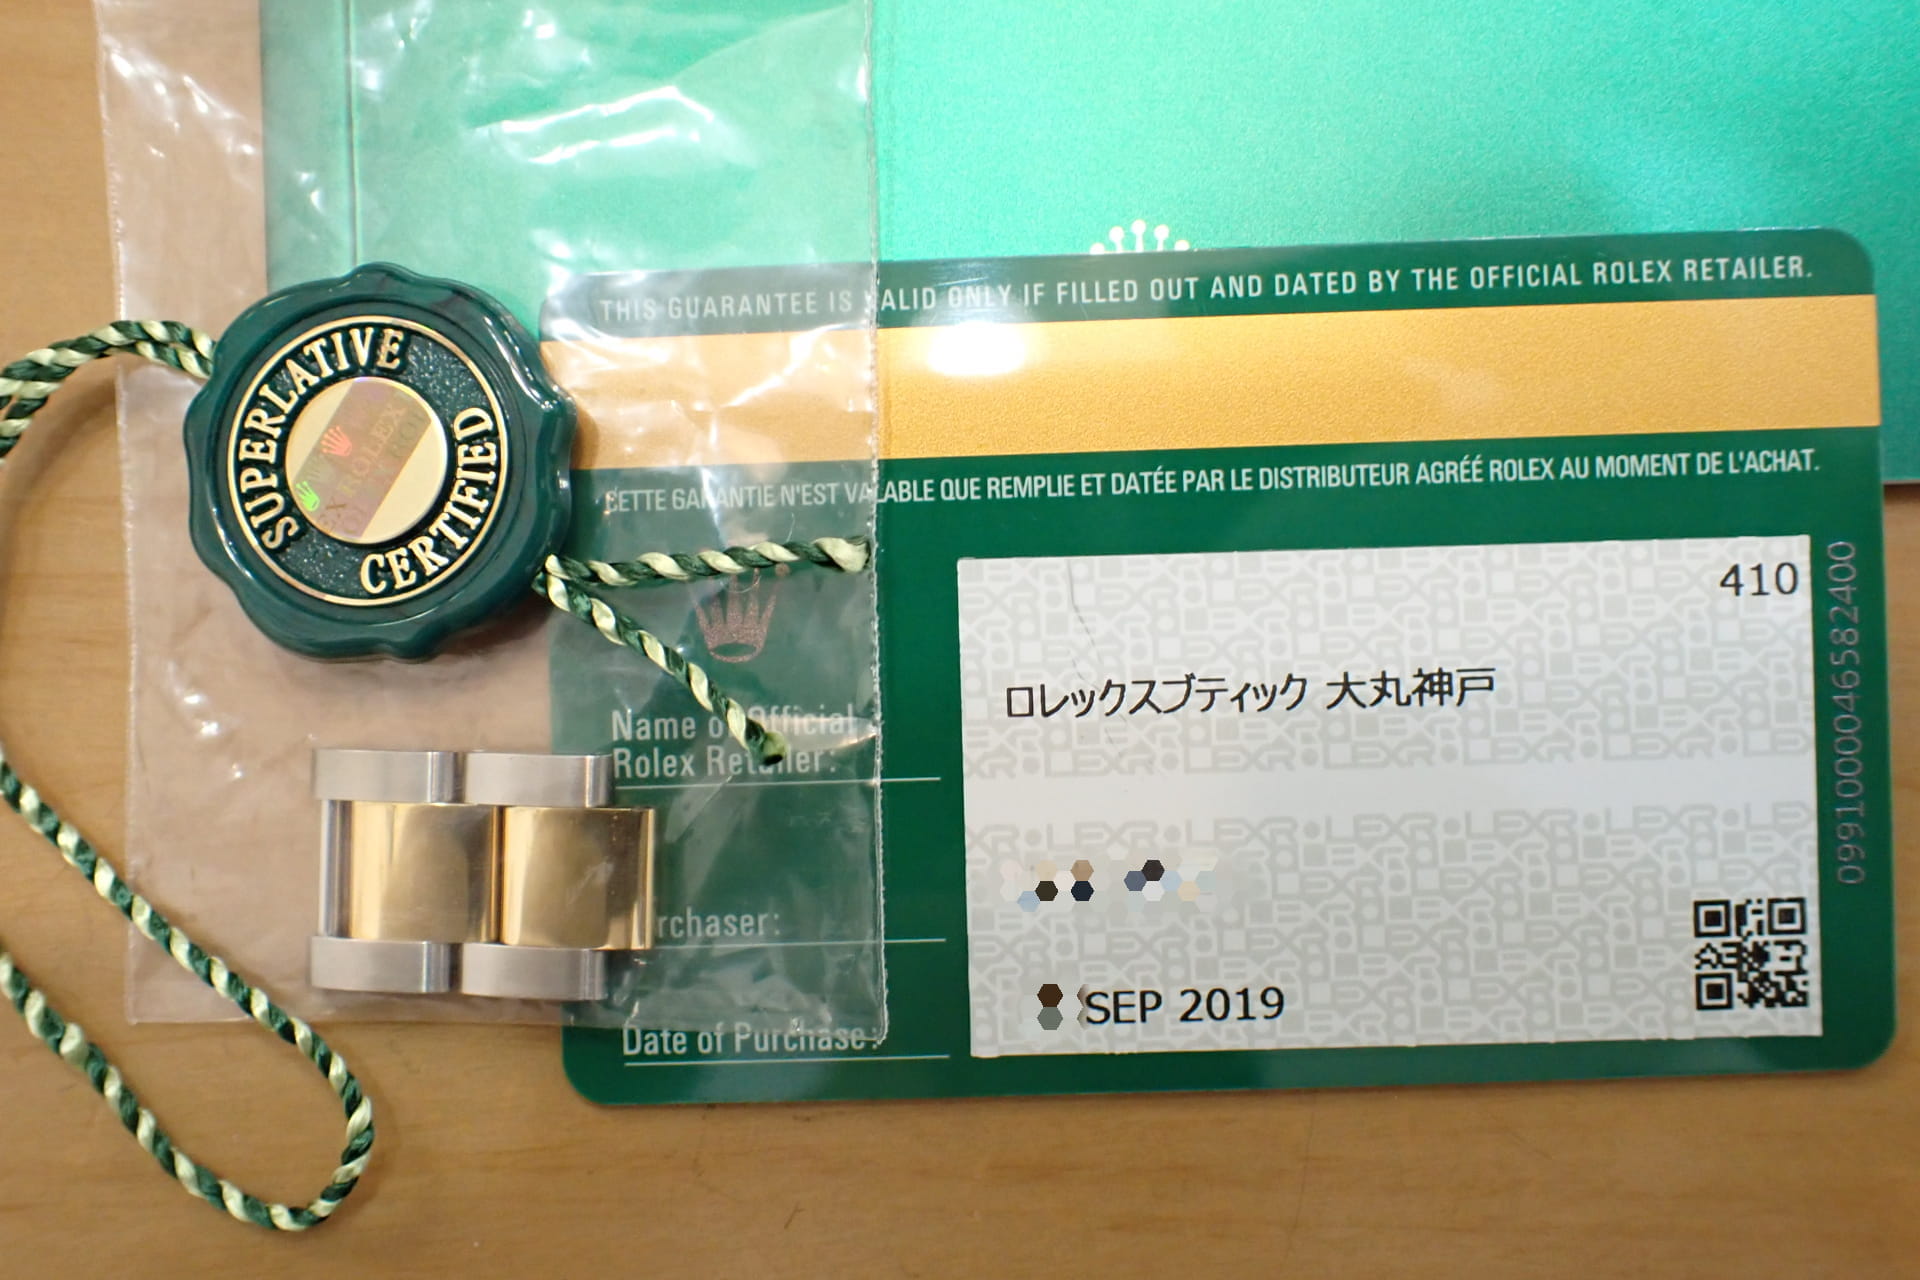 THIS GUARANTEE IS VALID ONLY IF FILLED OUT AND DATED BY THE OFFICIAL ROLEX RETAILER.
CETTE GARANTIE N'EST VALABLE QUE REMPLIE ET DATÉE PAR LE DISTRIBUTEUR AGRÉÉ ROLEX AU MOMENT DE L'ACHAT.
SUPERLATIVE
CERTIFIED
ROLEX
410
0991000046582400
ロレックスブティック 大丸神戸
Name of Official
Rolex Retailer:
rchaser:
SEP 2019
Date of Purchase: